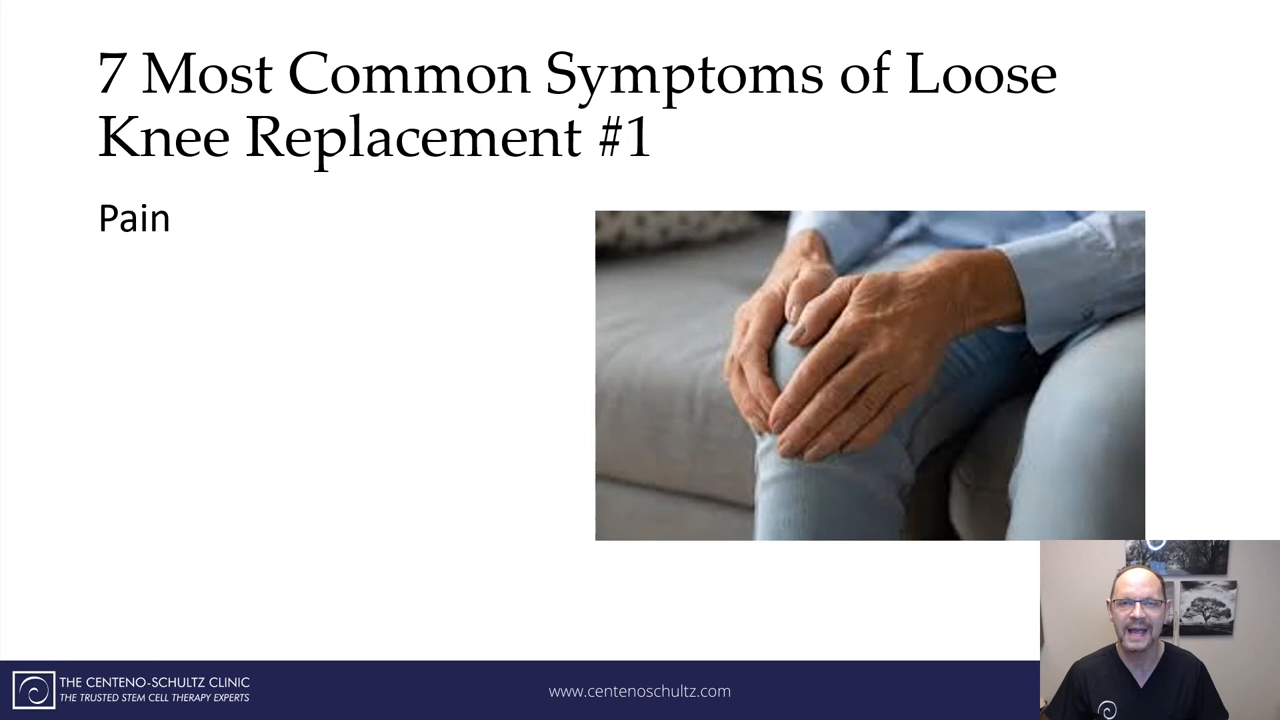 7 Most Common Symptoms of Loose
Knee Replacement #1
Pain
THE CENTENO-SCHULTZ CLINIC
THE TRUSTED STEM CELL THERAPY EXPERTS
www.centenoschultz.com